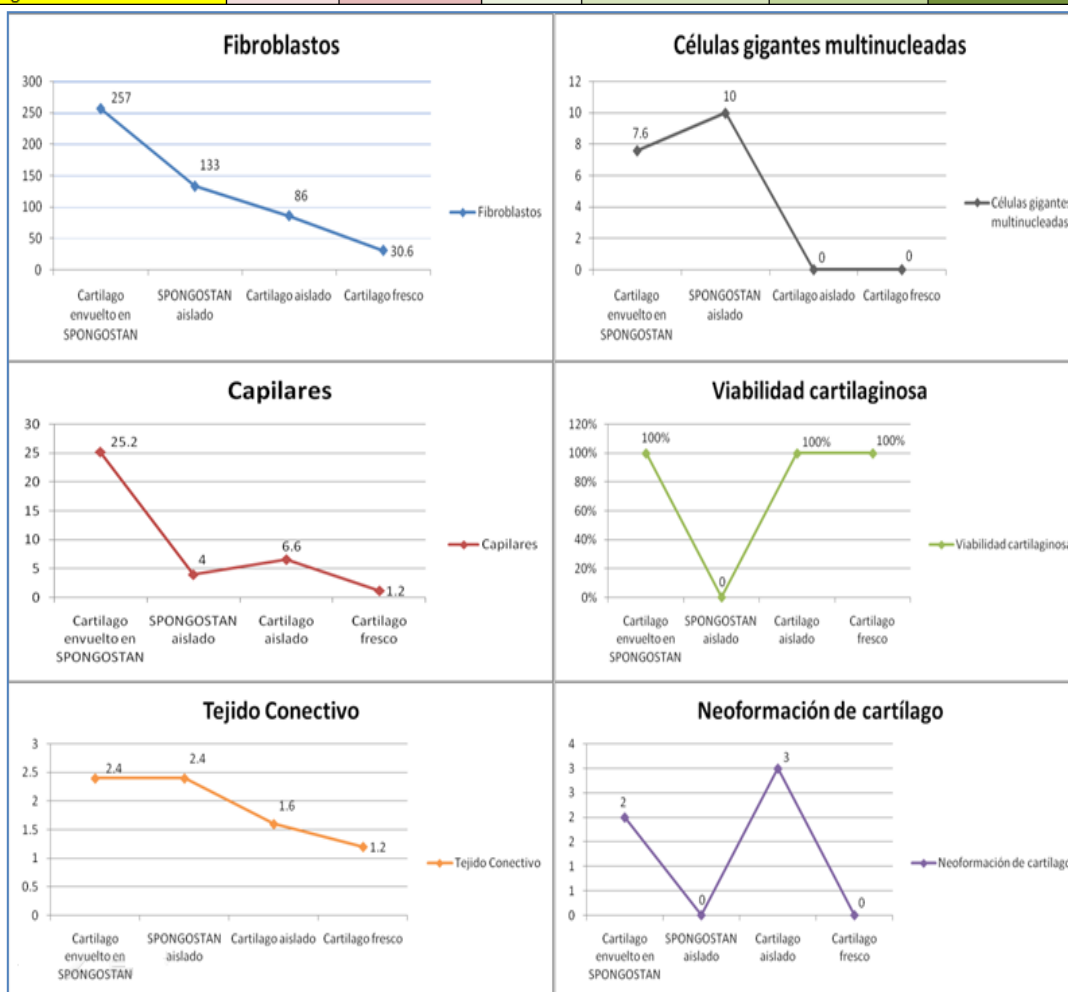 Fibroblastos
300
250
200
150
100
50
0
257
133
86
30.6
Cartilago envuelto en SPONGOSTAN
SPONGOSTAN aislado
Cartilago aislado
Cartilago fresco
Fibroblastos
Células gigantes multinucleadas
12
10
8
6
4
2
0
7.6
10
0
0
Cartilago envuelto en SPONGOSTAN
SPONGOSTAN aislado
Cartilago aislado
Cartilago fresco
Células gigantes
multinucleadas
Capilares
30
25
20
15
10
5
0
25.2
4
6.6
1.2
Cartilago envuelto en SPONGOSTAN
SPONGOSTAN aislado
Cartilago aislado
Cartilago fresco
Capilares
Viabilidad cartilaginosa
120%
100%
80%
60%
40%
20%
0%
100%
0
100%
100%
Cartilago envuelto en SPONGOSTAN
SPONGOSTAN aislado
Cartilago aislado
Cartilago fresco
Viabilidad cartilaginosa
Tejido Conectivo
3
2.5
2
1.5
1
0.5
0
2.4
2.4
1.6
1.2
Cartilago envuelto en SPONGOSTAN
SPONGOSTAN aislado
Cartilago aislado
Cartilago fresco
Tejido Conectivo
Neoformación de cartílago
4
3
3
2
2
1
1
0
2
0
3
0
Cartilago envuelto en SPONGOSTAN
SPONGOSTAN aislado
Cartilago aislado
Cartilago fresco
Neoformación de cartilago